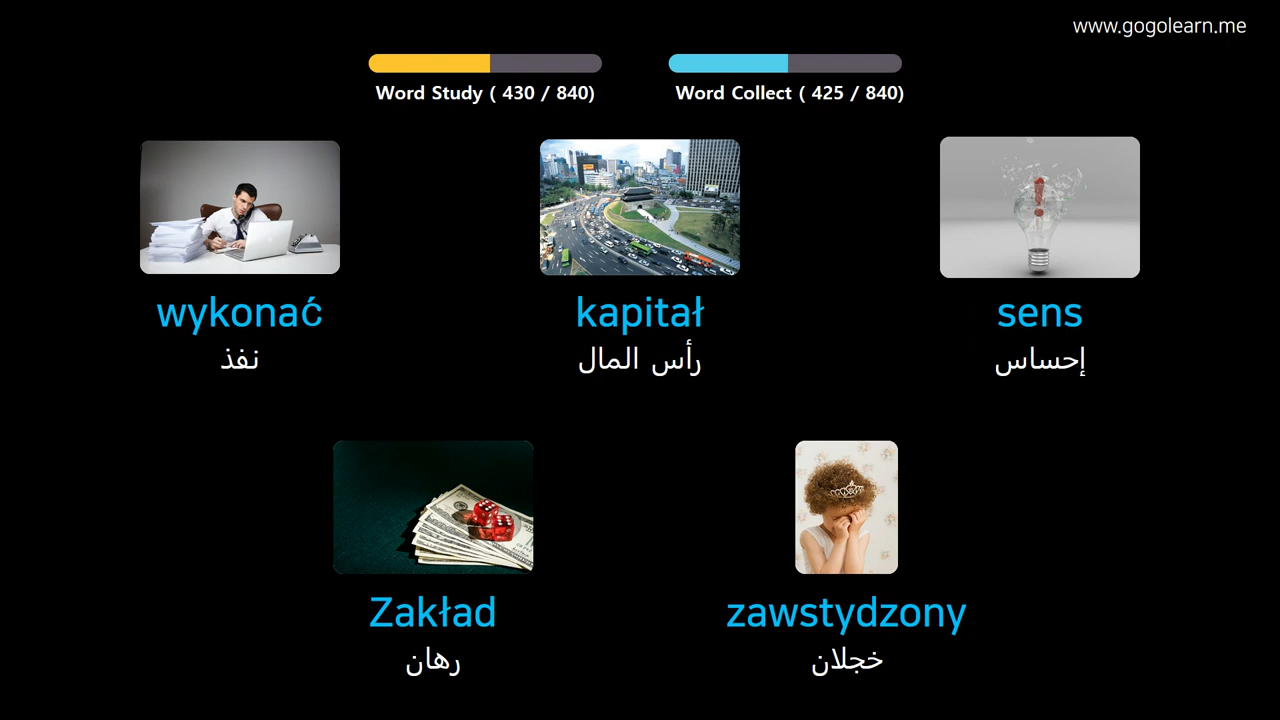 www.gogolearn.me
Word Study ( 430 / 840)
Word Collect ( 425 / 840)
wykonać
نفذ
kapitał
رأس المال
sens
إحساس
Zakład
رهان
zawstydzony
خجلان